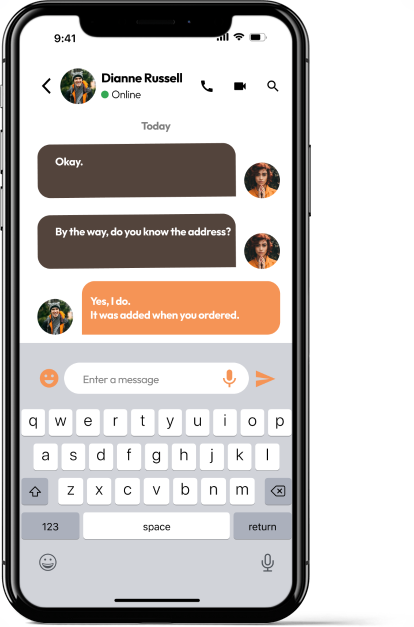 9:41
Dianne Russell
Online
Today
Okay.
By the way, do you know the address?
Yes, I do.
It was added when you ordered.
Enter a message
q w e r t y u i o p
a s d f g h j k l
z x c v b n m
123 space return